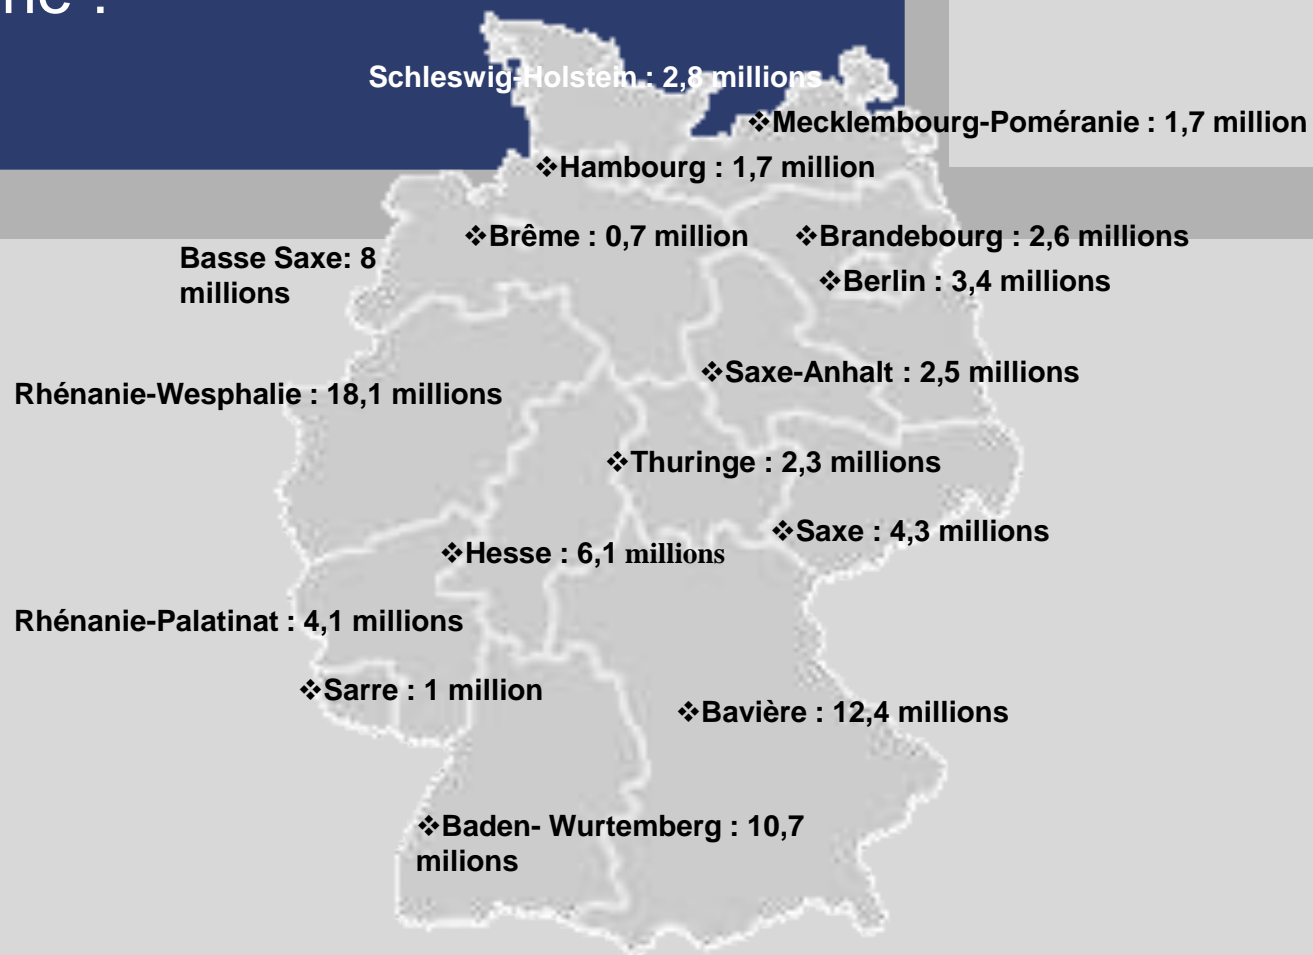 Schleswig-Holstein : 2,8 millions
❖Mecklembourg-Poméranie : 1,7 million
❖Hambourg : 1,7 million
❖Brême : 0,7 million
❖Brandebourg : 2,6 millions
Basse Saxe: 8
millions
❖Berlin : 3,4 millions
❖Saxe-Anhalt : 2,5 millions
Rhénanie-Wesphalie : 18,1 millions
❖Thuringe : 2,3 millions
❖Saxe : 4,3 millions
❖Hesse : 6,1 millions
Rhénanie-Palatinat : 4,1 millions
❖Sarre : 1 million
❖Bavière : 12,4 millions
❖Baden- Wurtemberg : 10,7
milions